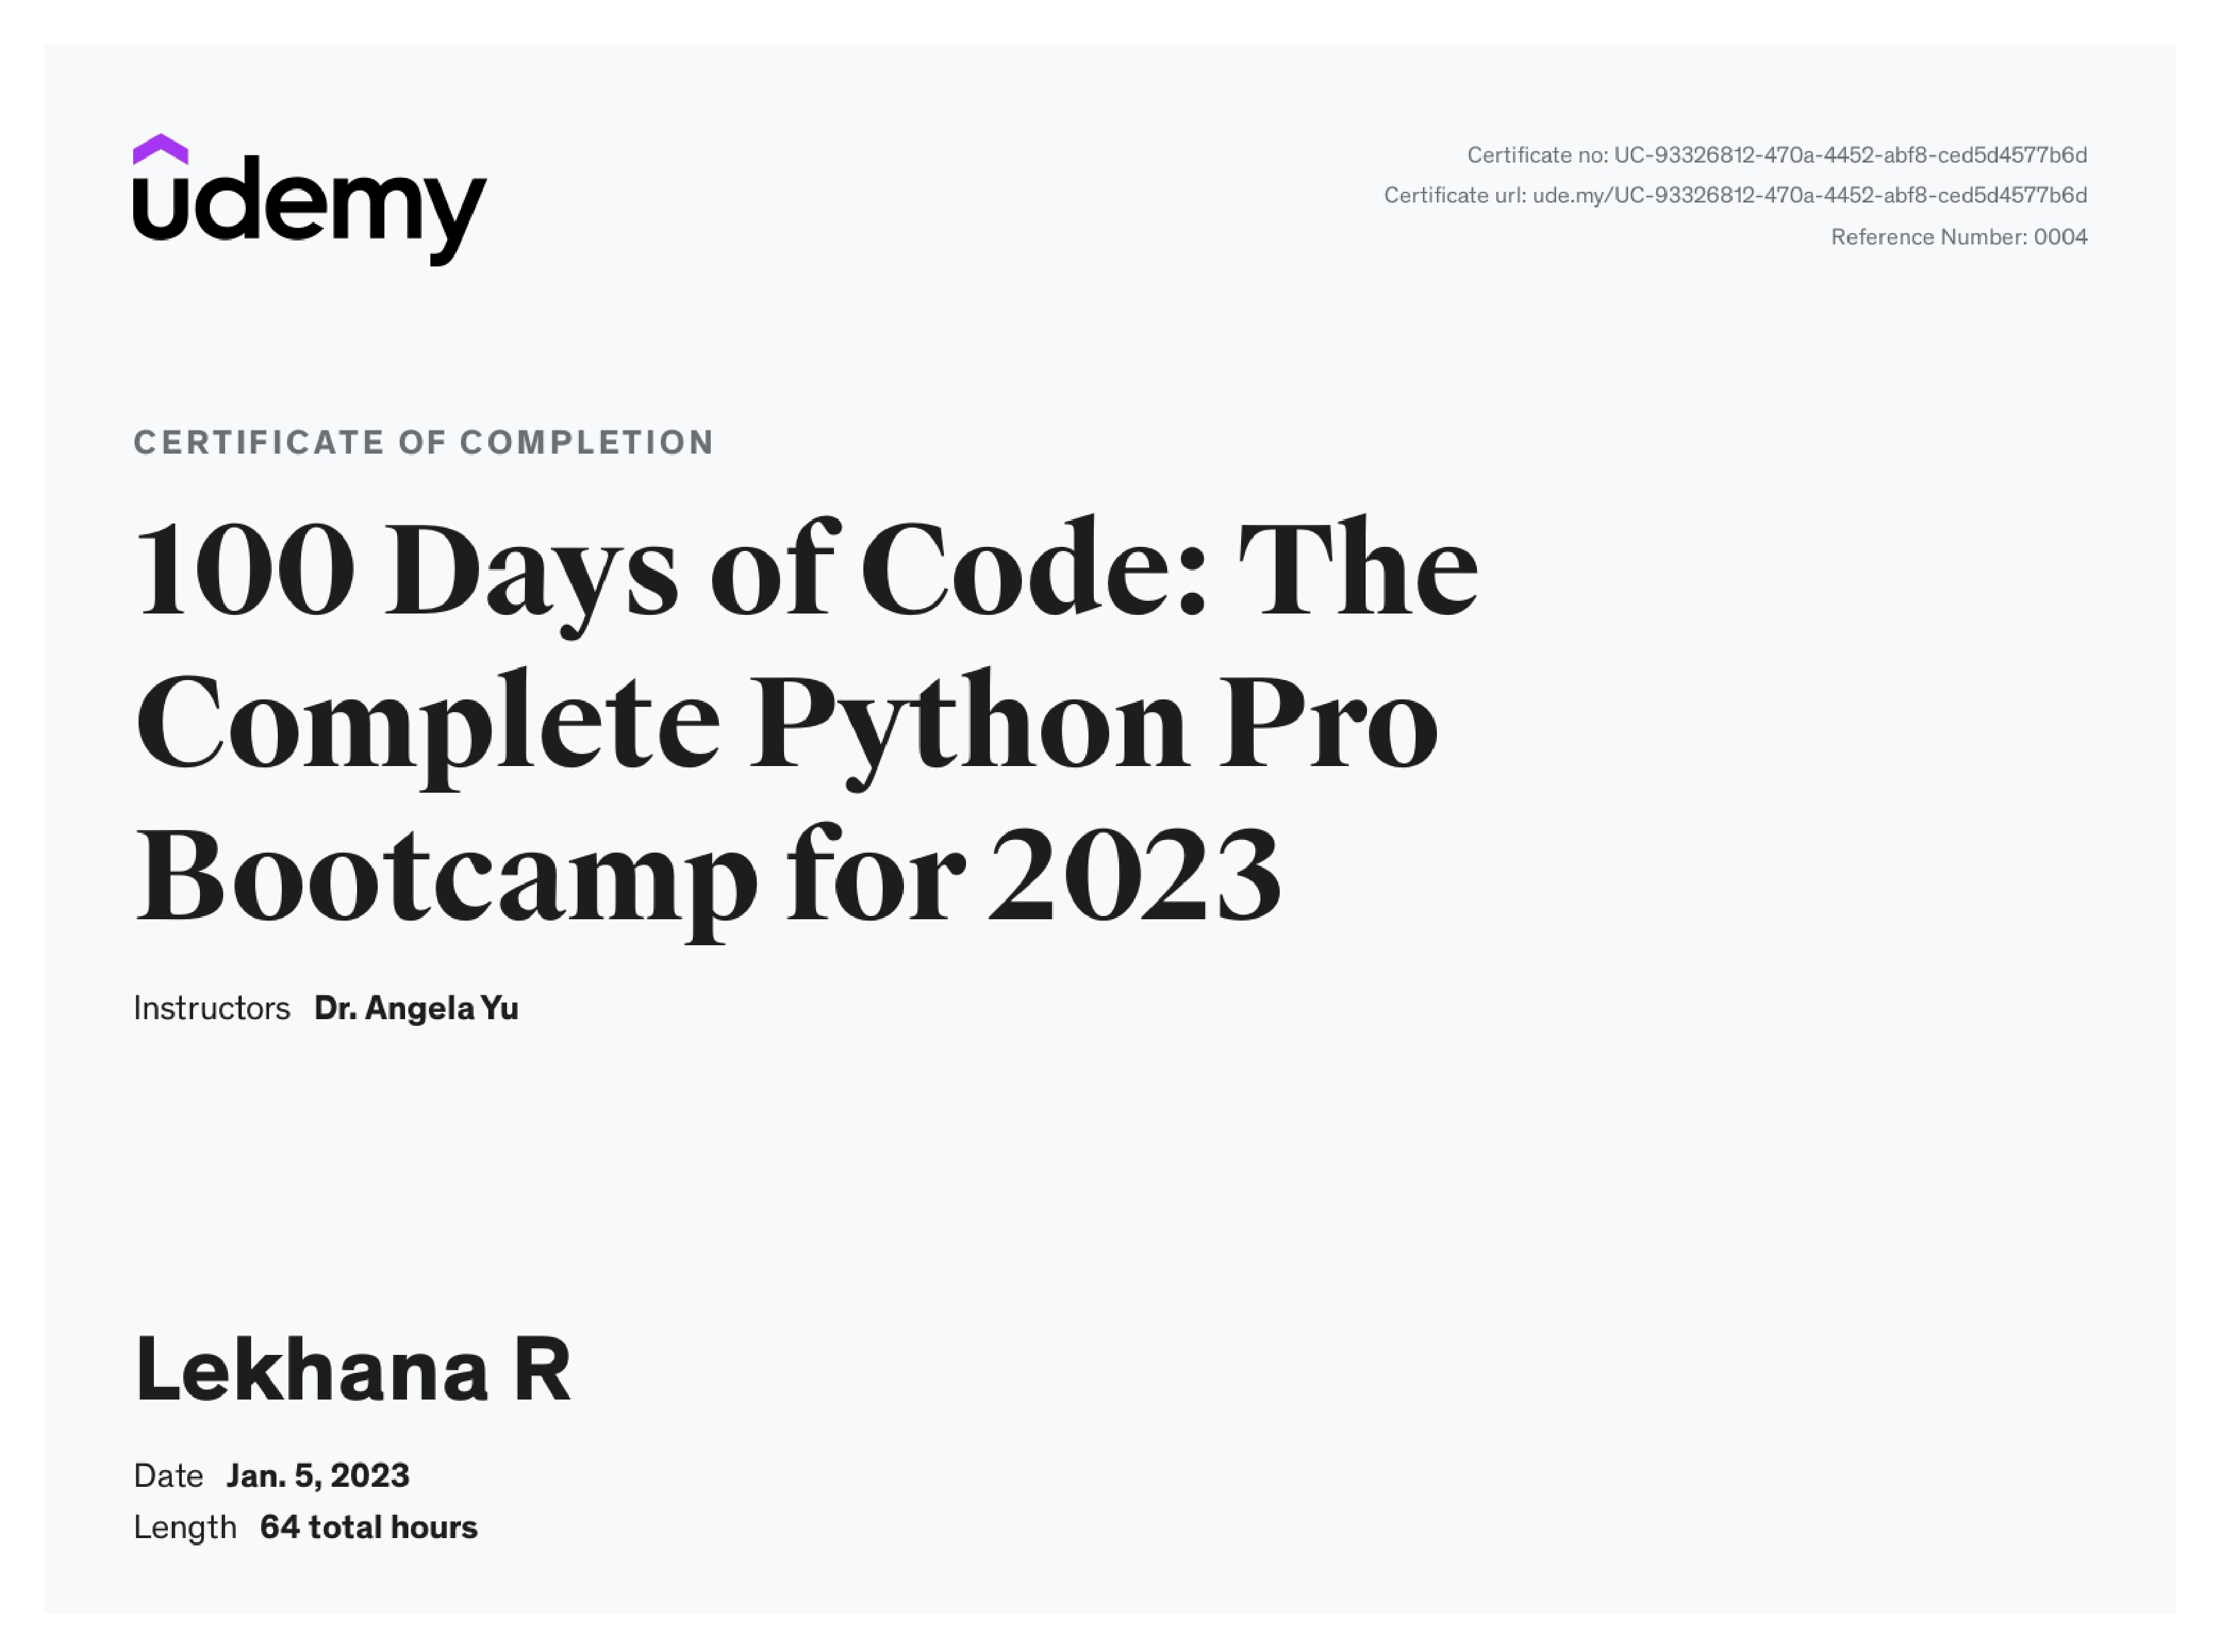 udemy
Certificate no: UC-93326812-470a-4452-abf8-ced5d4577b6d
Certificate url: ude.my/UC-93326812-470a-4452-abf8-ced5d4577b6d
Reference Number: 0004
CERTIFICATE OF COMPLETION
100 Days of Code: The
Complete Python Pro
Bootcamp for 2023
Instructors Dr. Angela Yu
Lekhana R
Date Jan. 5, 2023
Length 64 total hours